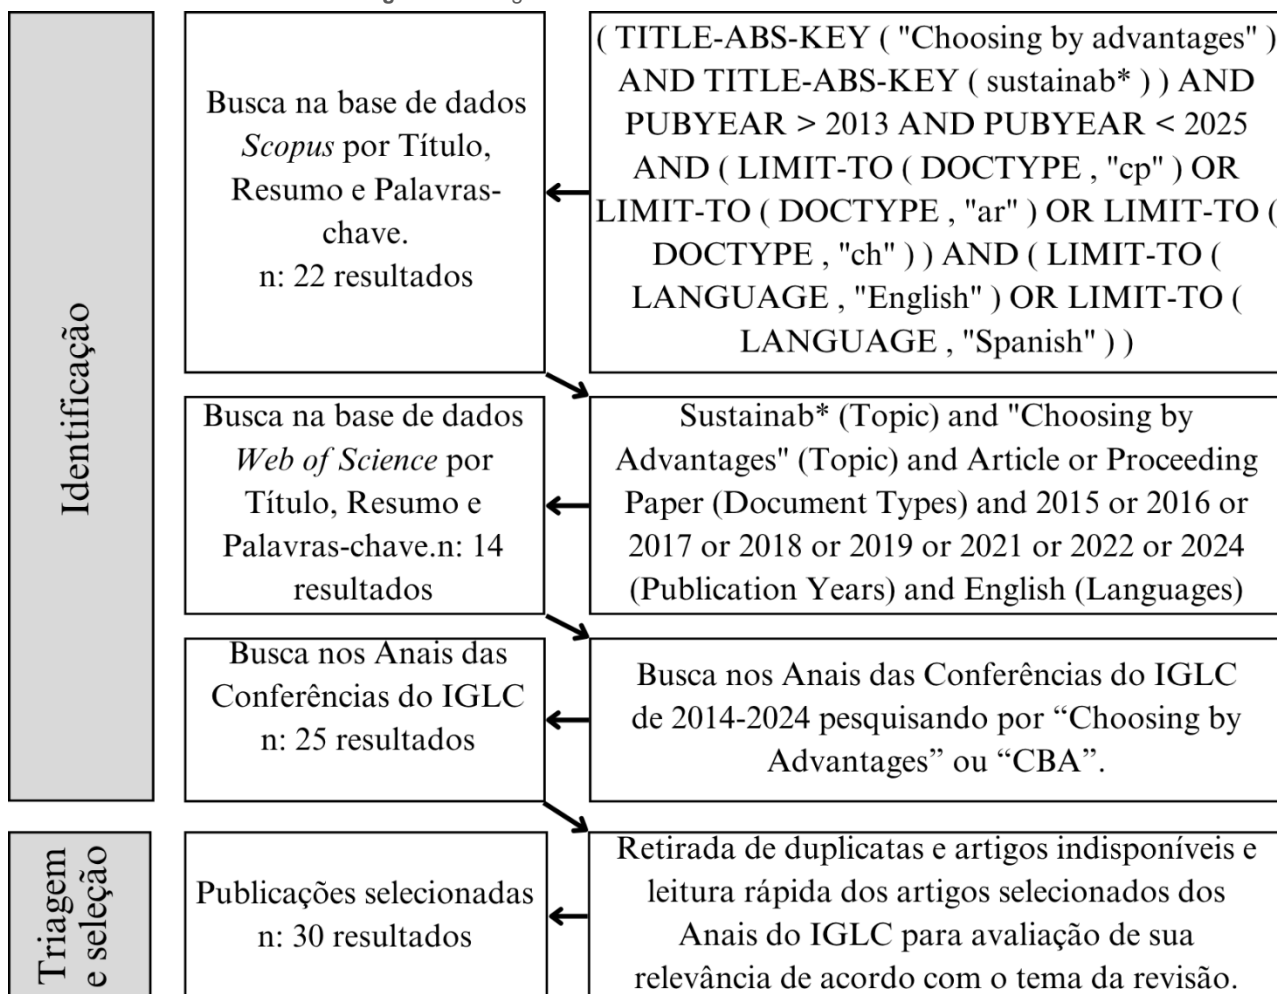 Identificação
Busca na base de dados
Scopus por Título,
Resumo e Palavras-
chave.
n: 22 resultados
( TITLE-ABS-KEY ( "Choosing by advantages" )
AND TITLE-ABS-KEY ( sustainab* ) ) AND
PUBYEAR > 2013 AND PUBYEAR < 2025
AND ( LIMIT-TO ( DOCTYPE , "cp" ) OR
LIMIT-TO ( DOCTYPE , "ar" ) OR LIMIT-TO (
DOCTYPE , "ch" ) ) AND ( LIMIT-TO (
LANGUAGE , "English" ) OR LIMIT-TO (
LANGUAGE , "Spanish" ) )
Busca na base de dados
Web of Science por
Título, Resumo e
Palavras-chave.n: 14
resultados
Sustainab* (Topic) and "Choosing by
Advantages" (Topic) and Article or Proceeding
Paper (Document Types) and 2015 or 2016 or
2017 or 2018 or 2019 or 2021 or 2022 or 2024
(Publication Years) and English (Languages)
Busca nos Anais das
Conferências do IGLC
n: 25 resultados
Busca nos Anais das Conferências do IGLC
de 2014-2024 pesquisando por “Choosing by
Advantages” ou “CBA”.
Triagem
e seleção
Publicações selecionadas
n: 30 resultados
Retirada de duplicatas e artigos indisponíveis e
leitura rápida dos artigos selecionados dos
Anais do IGLC para avaliação de sua
relevância de acordo com o tema da revisão.